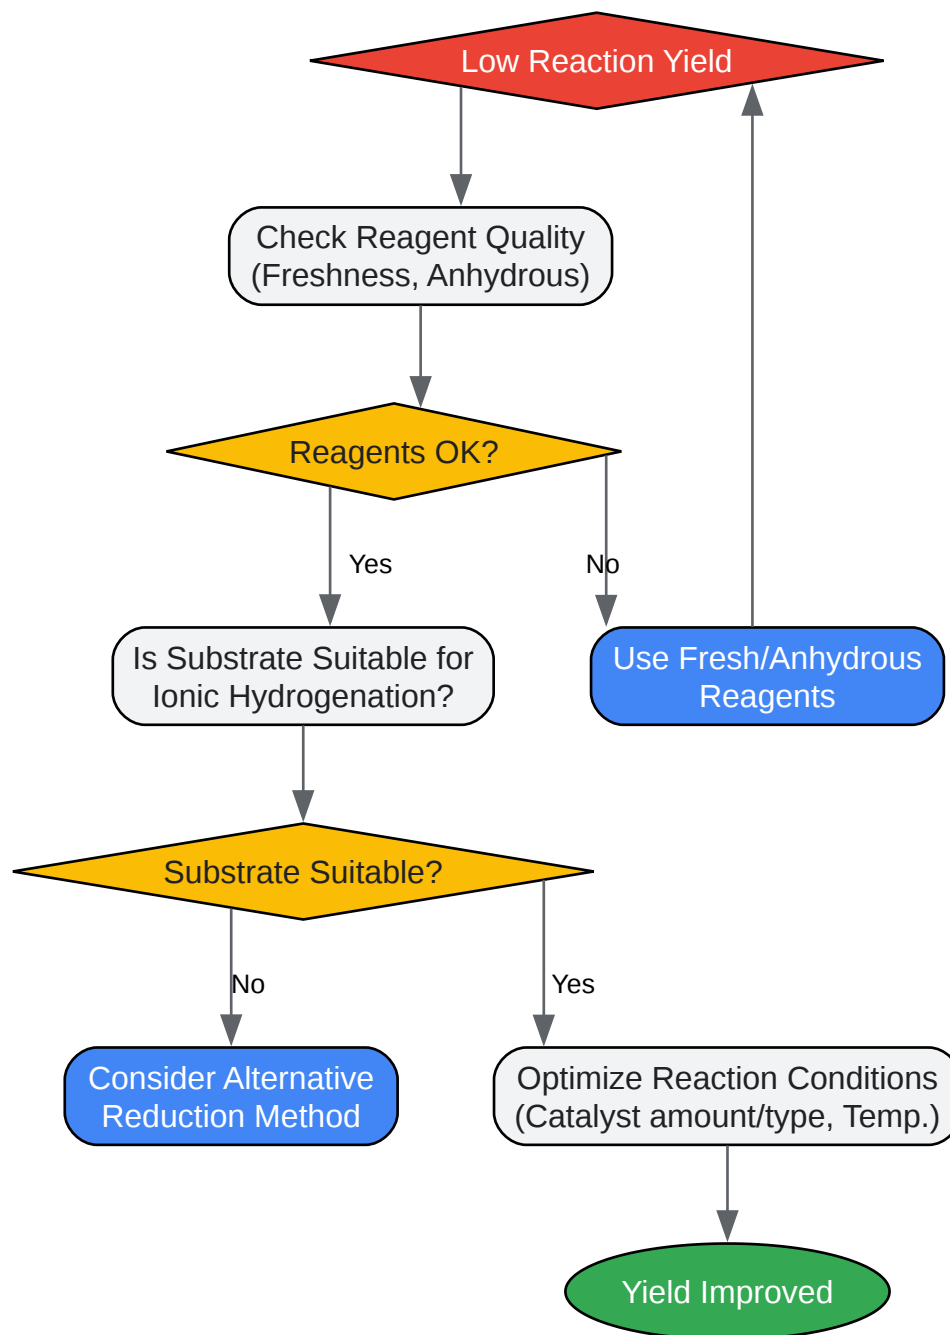 Low Reaction Yield
Check Reagent Quality
(Freshness, Anhydrous)
Reagents OK?
Yes
No
Is Substrate Suitable for
Ionic Hydrogenation?
Use Fresh/Anhydrous
Reagents
Substrate Suitable?
No
Yes
Consider Alternative
Reduction Method
Optimize Reaction Conditions
(Catalyst amount/type, Temp.)
Yield Improved